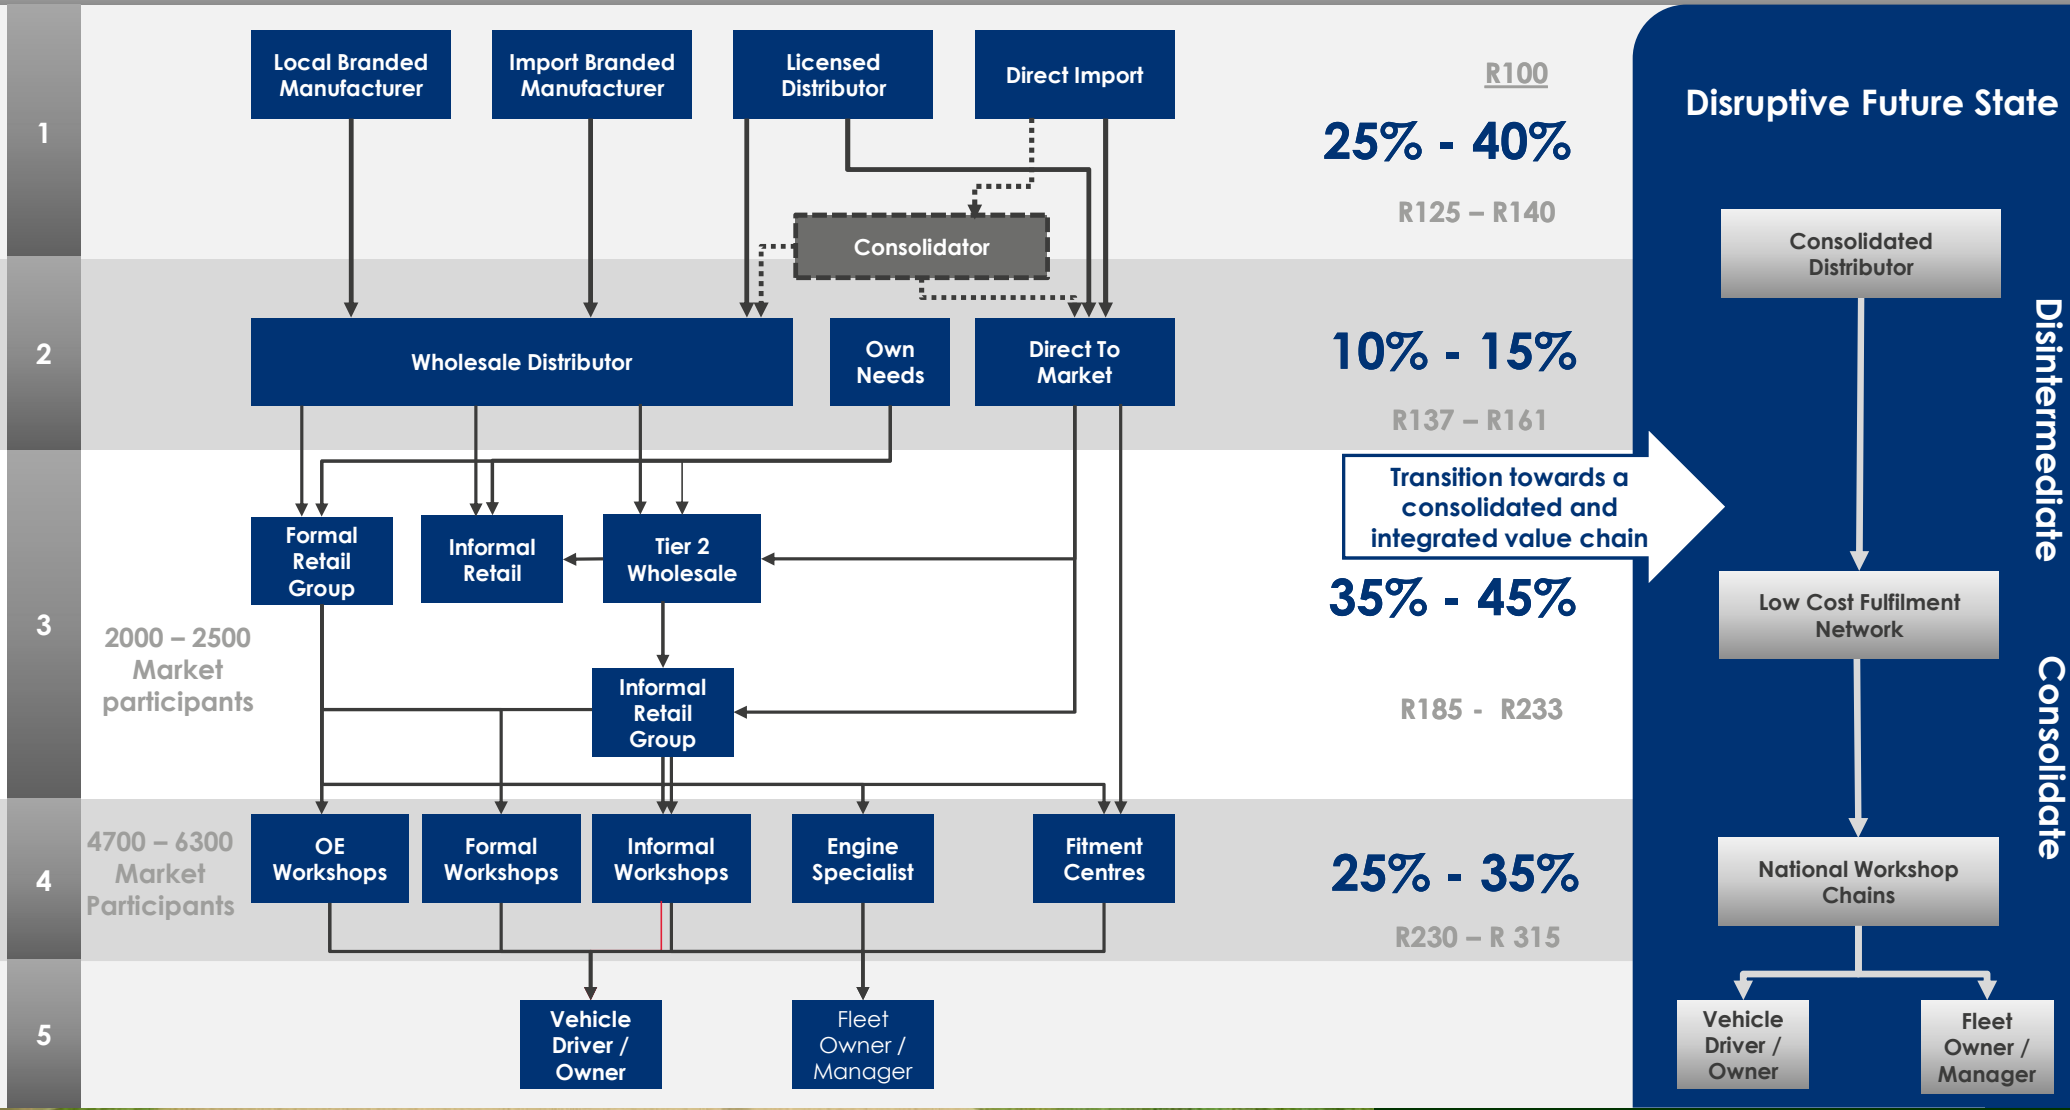 Local Branded
Manufacturer
Import Branded
Manufacturer
Licensed
Distributor
Direct Import
R100
Disruptive Future State
1
25% - 40%
R125 – R140
Consolidator
Consolidated
Distributor
2
Wholesale Distributor
Own
Needs
Direct To
Market
10% - 15%
R137 – R161
Disintermediate
Transition towards a
consolidated and
integrated value chain
3
Formal
Retail
Group
Informal
Retail
Tier 2
Wholesale
35% - 45%
Low Cost Fulfilment
Network
2000 – 2500
Market
participants
Informal
Retail
Group
R185 - R233
Consolidate
4
4700 – 6300
Market
Participants
OE
Workshops
Formal
Workshops
Informal
Workshops
Engine
Specialist
Fitment
Centres
25% - 35%
R230 – R 315
National Workshop
Chains
5
Vehicle
Driver /
Owner
Fleet
Owner /
Manager
Vehicle
Driver /
Owner
Fleet
Owner /
Manager